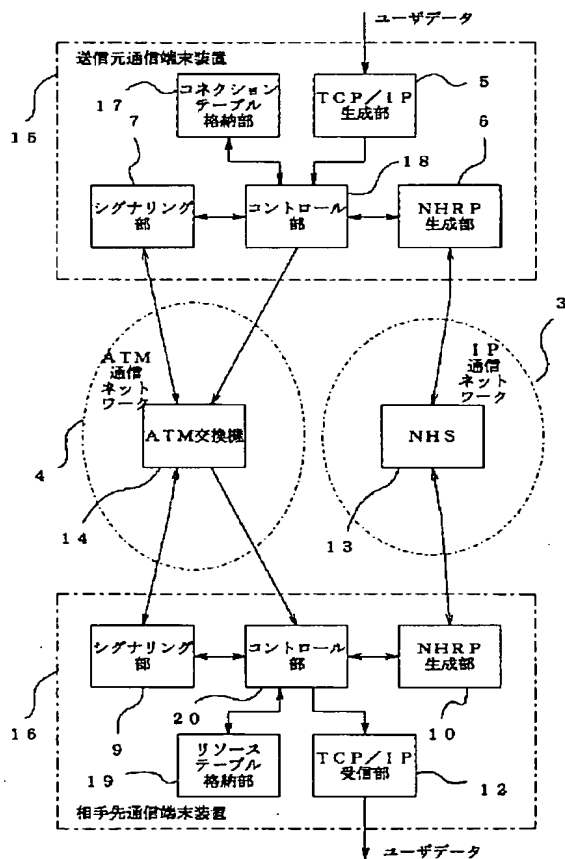 ユーザデータ
送信元通信端末装置
コネクション
テーブル
格納部
TCP/IP
生成部
17
7
5
6
15
18
シグナリング
部
コントロール
部
NHRP
生成部
3
ATM
通信
ネット
ワーク
IP
通信
ネット
ワーク
ATM交換機
NHS
4
14
13
シグナリング
部
コントロール
部
NHRP
生成部
16
9
20
10
リソース
テーブル
格納部
TCP/IP
受信部
19
12
相手先通信端末装置
ユーザデータ